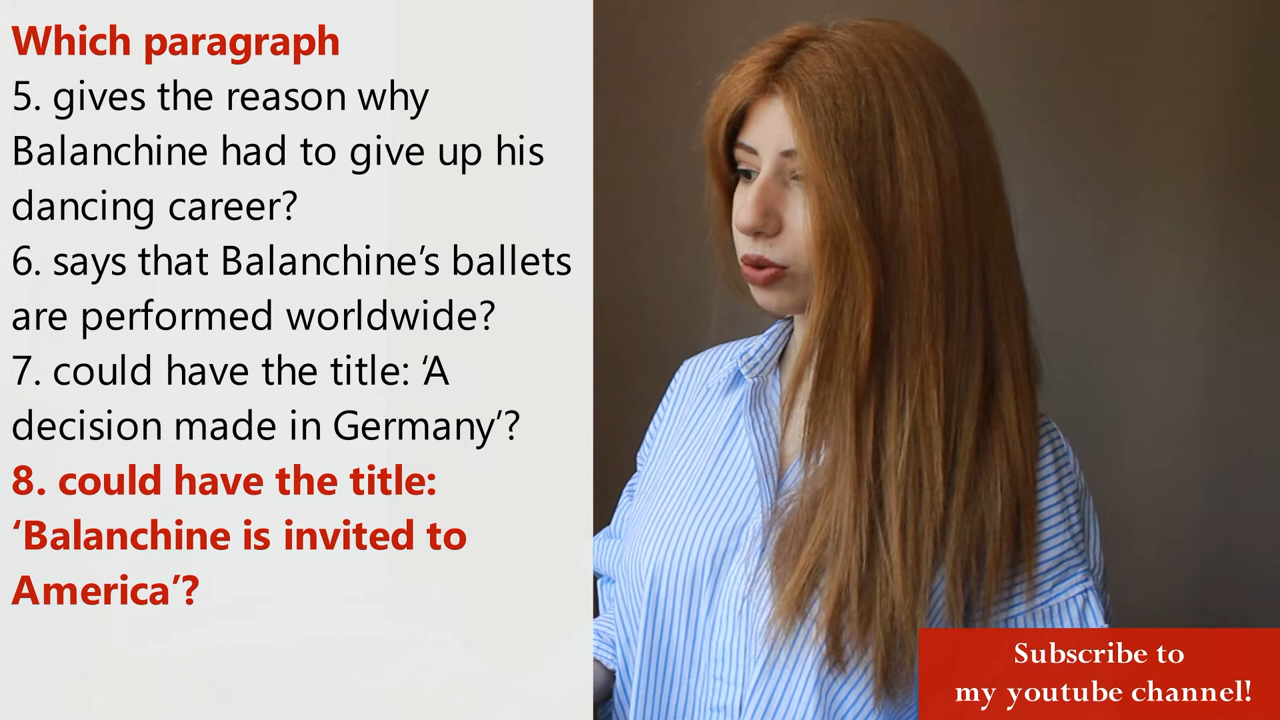 Which paragraph
5. gives the reason why
Balanchine had to give up his
dancing career?
6. says that Balanchine’s ballets
are performed worldwide?
7. could have the title: ‘A
decision made in Germany’?
8. could have the title:
‘Balanchine is invited to
America’?
Subscribe to
my youtube channel!